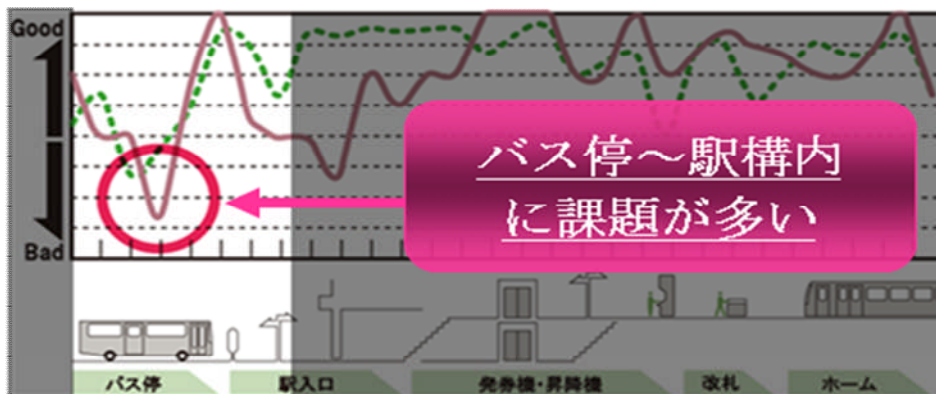 Good
バス停～駅構内
に課題が多い
Bad
バス停
駅入口
発券機・昇降機
改札
ホーム